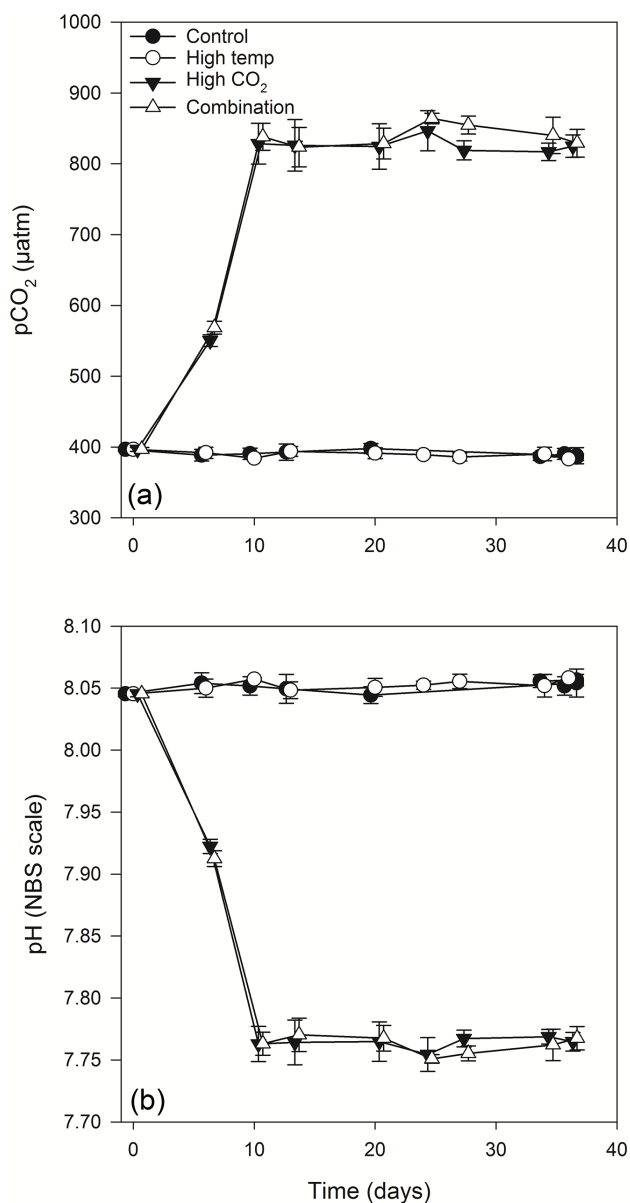 1000
900
800
700
600
500
400
300
pCO₂ (µatm)
Control
High temp
High CO₂
Combination
(a)
0 10 20 30 40
8.10
8.05
8.00
7.95
7.90
7.85
7.80
7.75
7.70
pH (NBS scale)
(b)
0 10 20 30 40
Time (days)